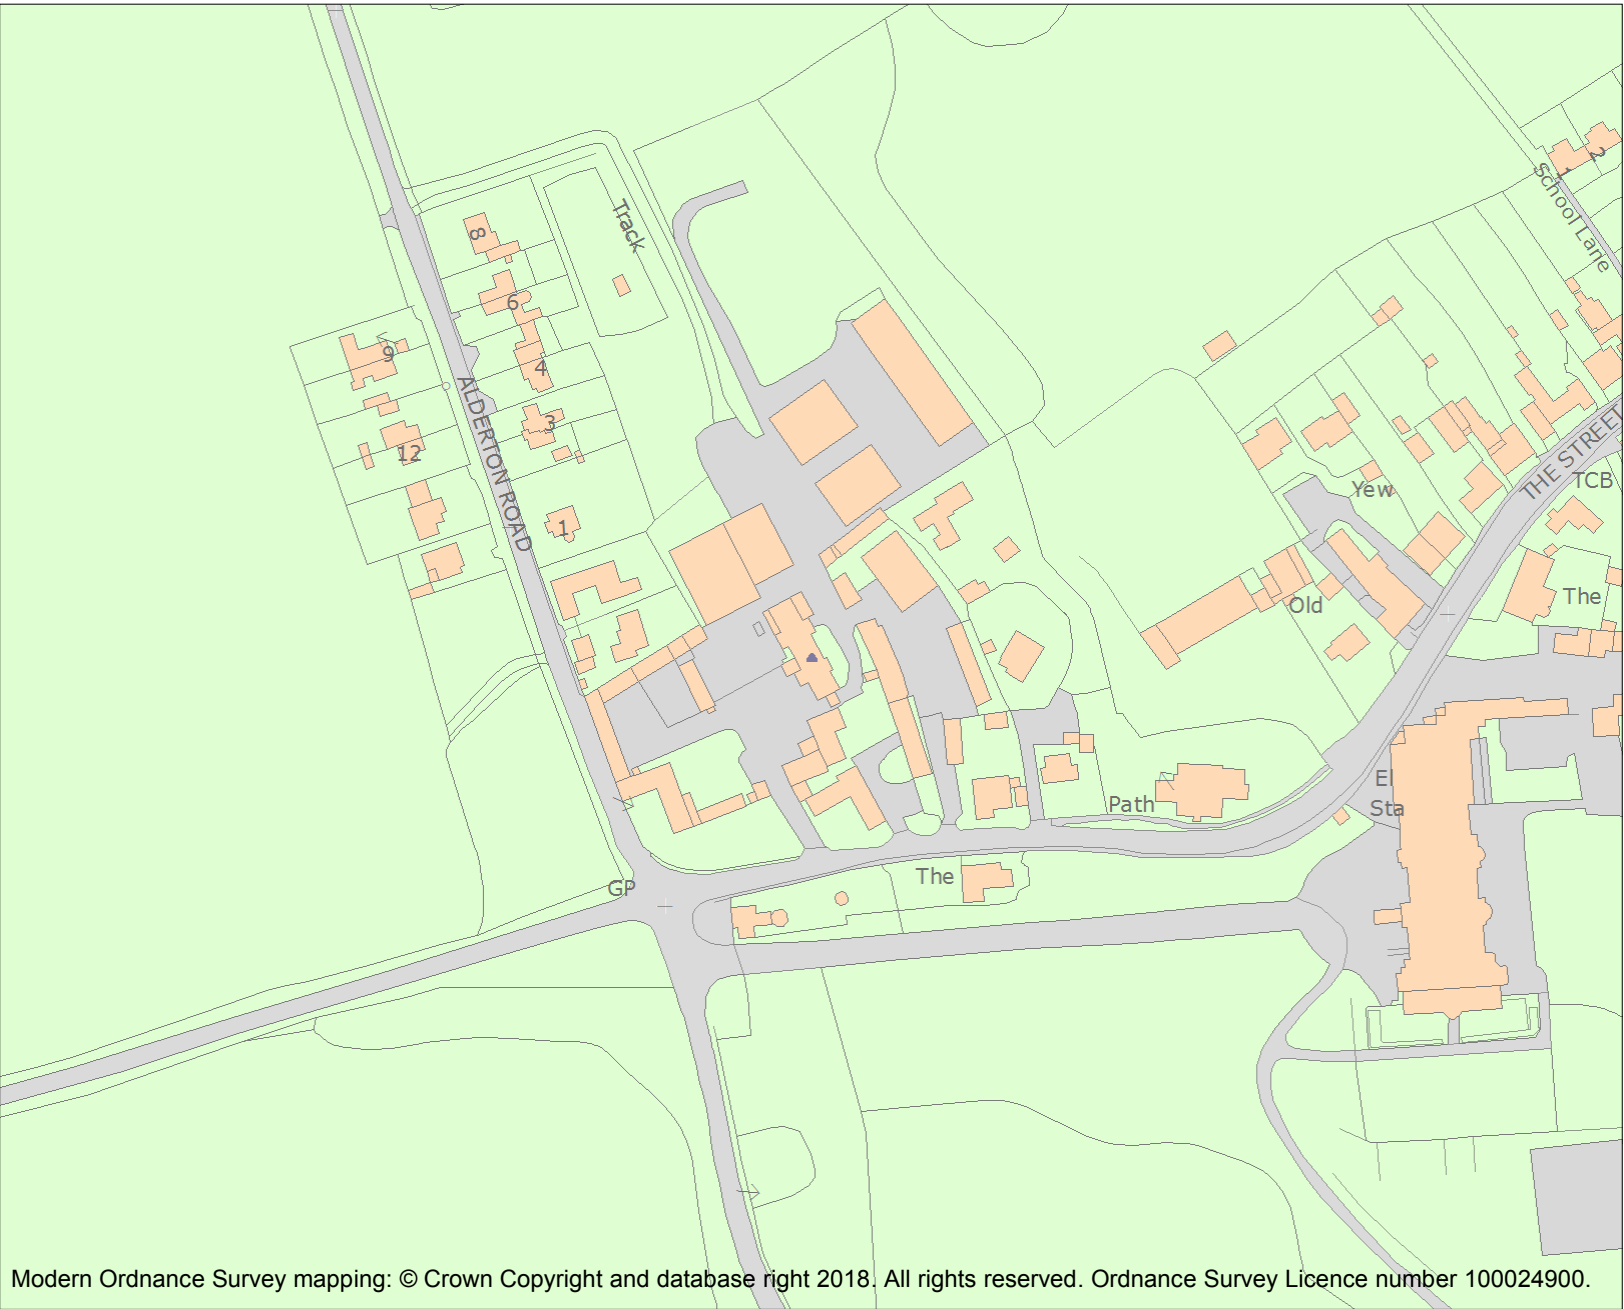 2
1
School Lane
Track
8
6
9
4
ALDERTON ROAD
3
12
1
THE STREET
TCB
Yew
Old
The
El
Sta
Path
The
GP
Modern Ordnance Survey mapping: © Crown Copyright and database right 2018. All rights reserved. Ordnance Survey Licence number 100024900.